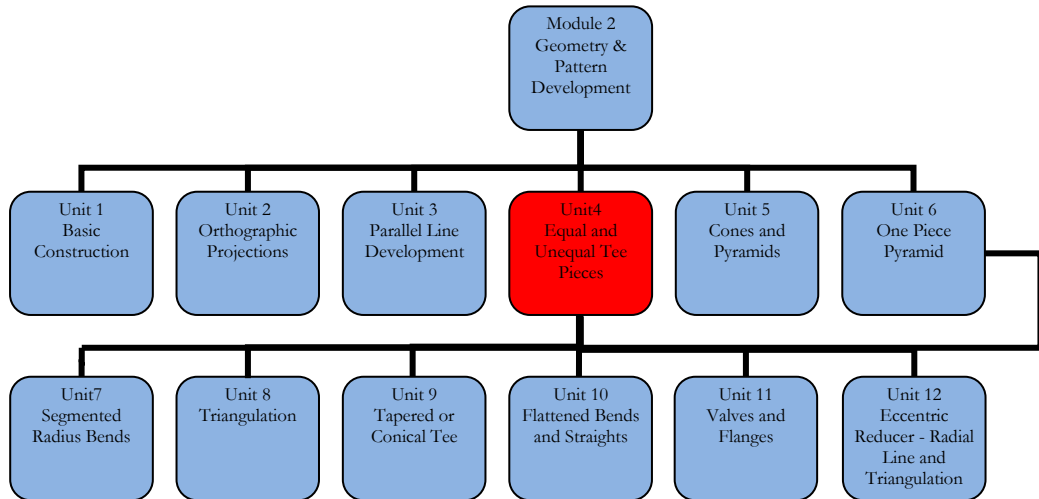 Module 2
Geometry &
Pattern
Development
Unit 1
Basic
Construction
Unit 2
Orthographic
Projections
Unit 3
Parallel Line
Development
Unit4
Equal and
Unequal Tee
Pieces
Unit 5
Cones and
Pyramids
Unit 6
One Piece
Pyramid
Unit7
Segmented
Radius Bends
Unit 8
Triangulation
Unit 9
Tapered or
Conical Tee
Unit 10
Flattened Bends
and Straights
Unit 11
Valves and
Flanges
Unit 12
Eccentric
Reducer - Radial
Line and
Triangulation